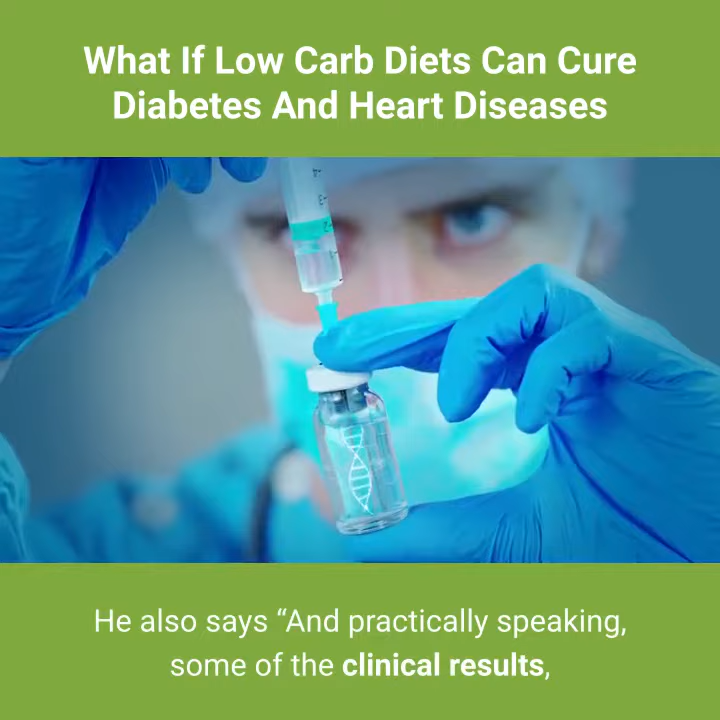 What If Low Carb Diets Can Cure
Diabetes And Heart Diseases
He also says “And practically speaking,
some of the clinical results,